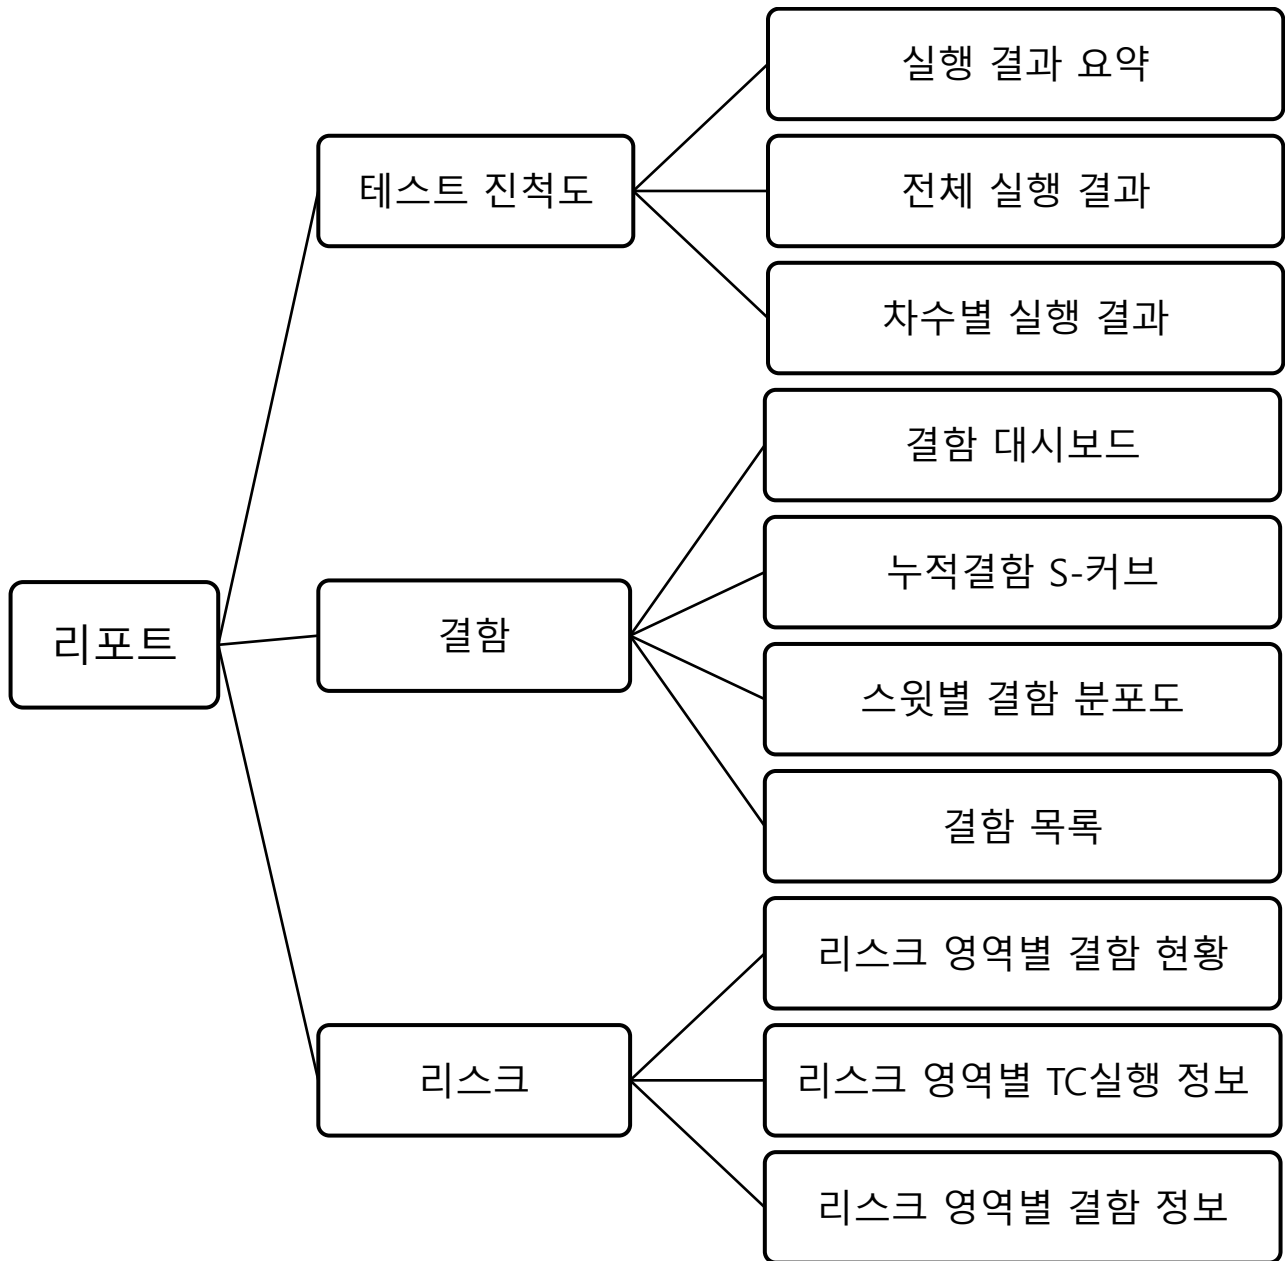 리포트
테스트 진척도
실행 결과 요약
전체 실행 결과
차수별 실행 결과
결함
결함 대시보드
누적결함 S-커브
스윗별 결함 분포도
결함 목록
리스크
리스크 영역별 결함 현황
리스크 영역별 TC실행 정보
리스크 영역별 결함 정보